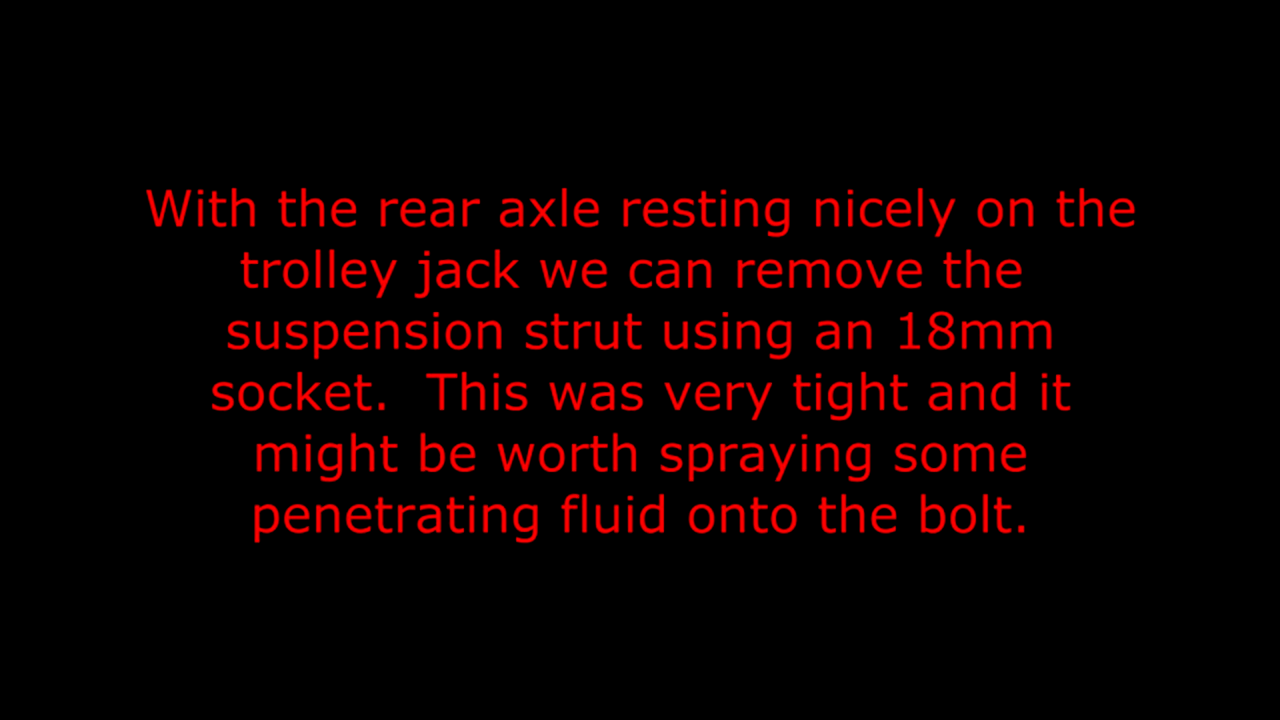 With the rear axle resting nicely on the
trolley jack we can remove the
suspension strut using an 18mm
socket.  This was very tight and it
might be worth spraying some
penetrating fluid onto the bolt.